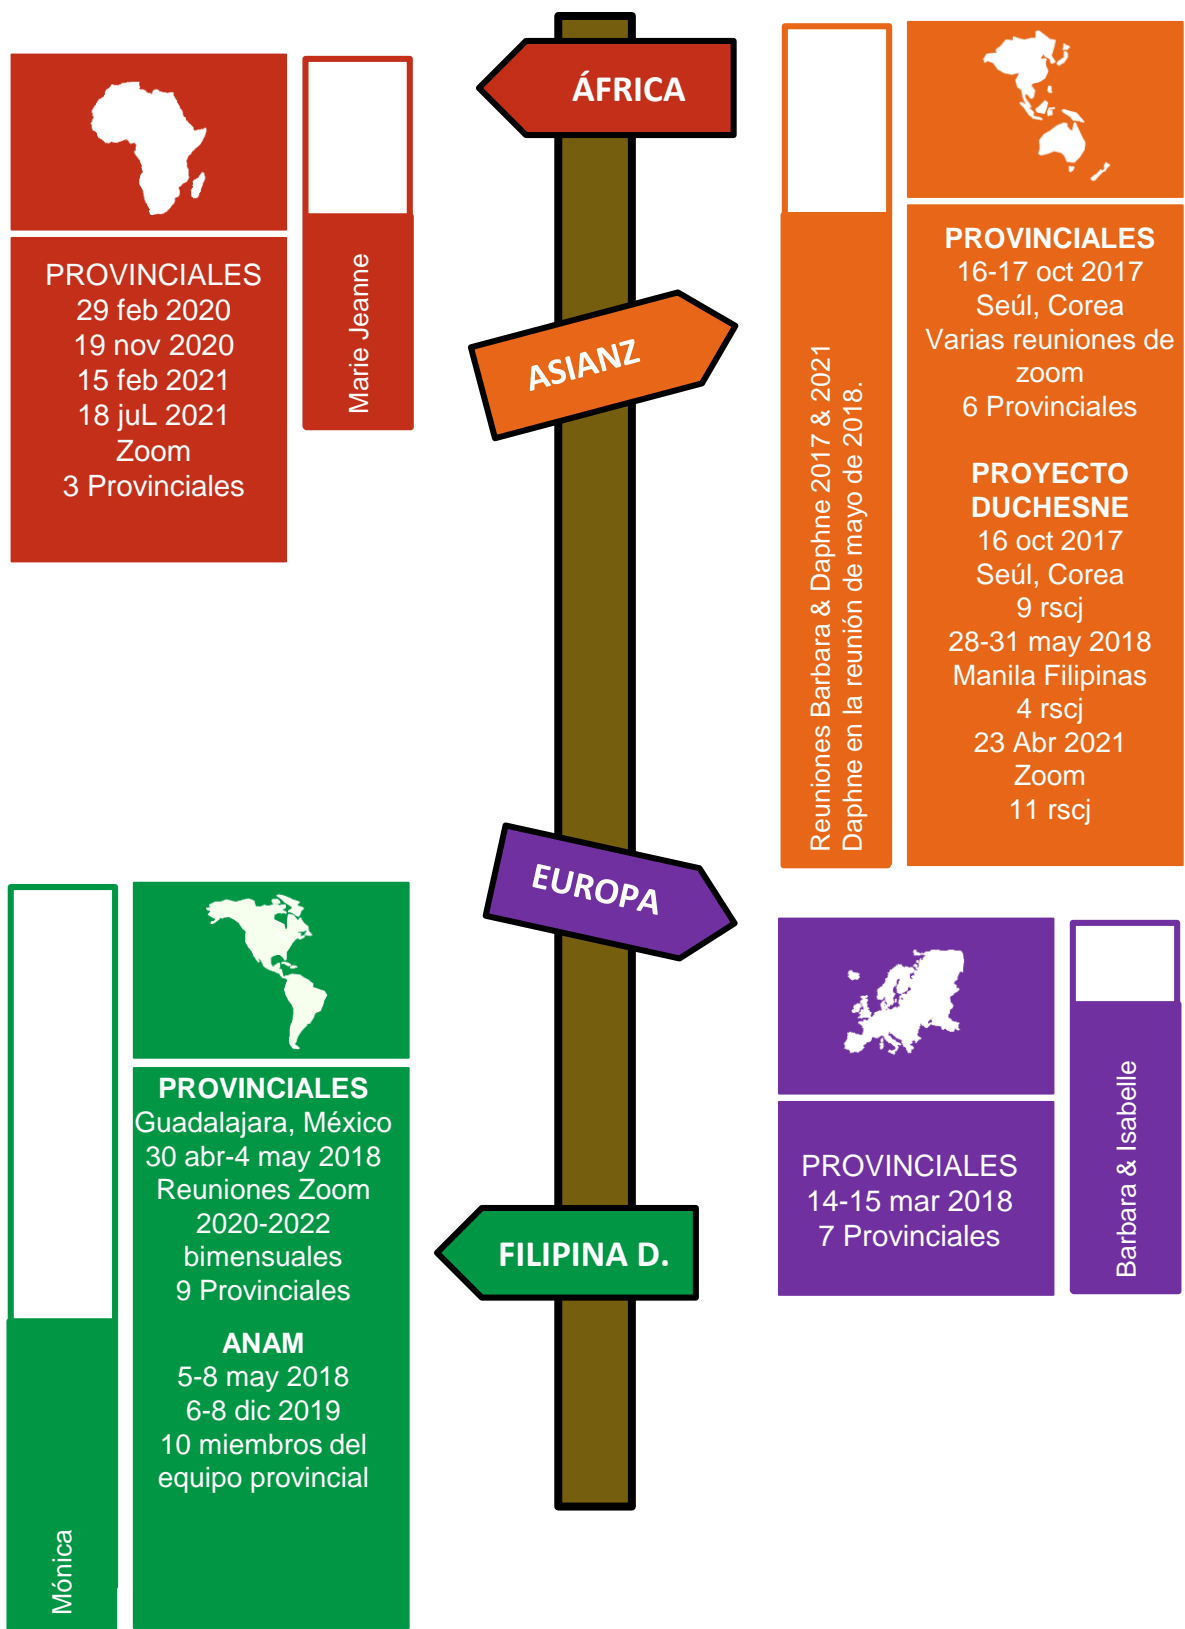 ÁFRICA
PROVINCIALES
29 feb 2020
19 nov 2020
15 feb 2021
18 juL 2021
Zoom
3 Provinciales
Marie Jeanne
ASIANZ
Reuniones Barbara & Daphne 2017 & 2021
Daphne en la reunión de mayo de 2018.
PROVINCIALES
16-17 oct 2017
Seúl, Corea
Varias reuniones de
zoom
6 Provinciales
PROYECTO
DUCHESNE
16 oct 2017
Seúl, Corea
9 rscj
28-31 may 2018
Manila Filipinas
4 rscj
23 Abr 2021
Zoom
11 rscj
EUROPA
PROVINCIALES
14-15 mar 2018
7 Provinciales
Barbara & Isabelle
FILIPINA D.
Mónica
PROVINCIALES
Guadalajara, México
30 abr-4 may 2018
Reuniones Zoom
2020-2022
bimensuales
9 Provinciales
ANAM
5-8 may 2018
6-8 dic 2019
10 miembros del
equipo provincial